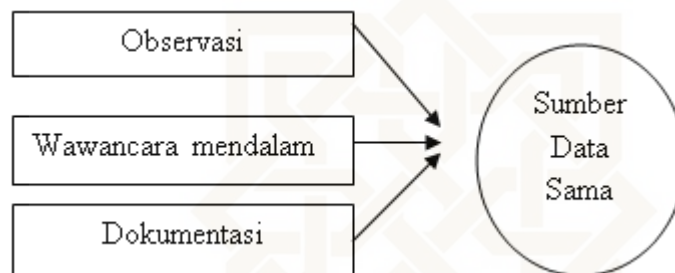 Observasi
Wawancara mendalam
Dokumentasi
Sumber
Data
Sama